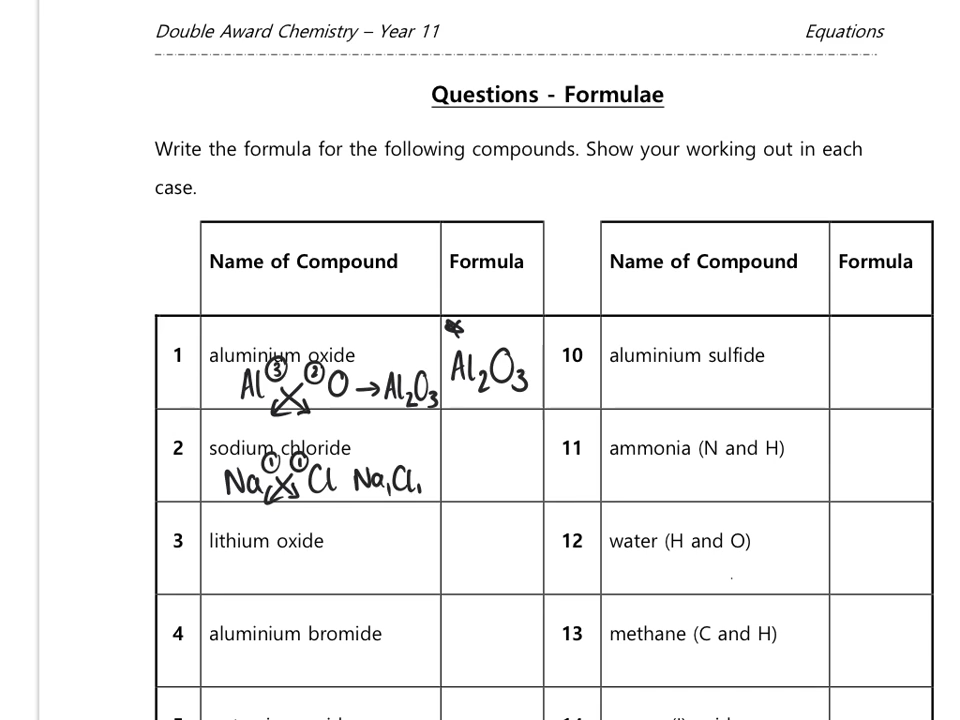 Double Award Chemistry – Year 11 Equations
Questions - Formulae
Write the formula for the following compounds. Show your working out in each
case.
Name of Compound Formula Name of Compound Formula
1 aluminium oxide 10 aluminium sulfide
Al ③ ② O → Al₂O₃ Al₂O₃
2 sodium chloride 11 ammonia (N and H)
Na ① ① Cl Na₁Cl₁
3 lithium oxide 12 water (H and O)
4 aluminium bromide 13 methane (C and H)